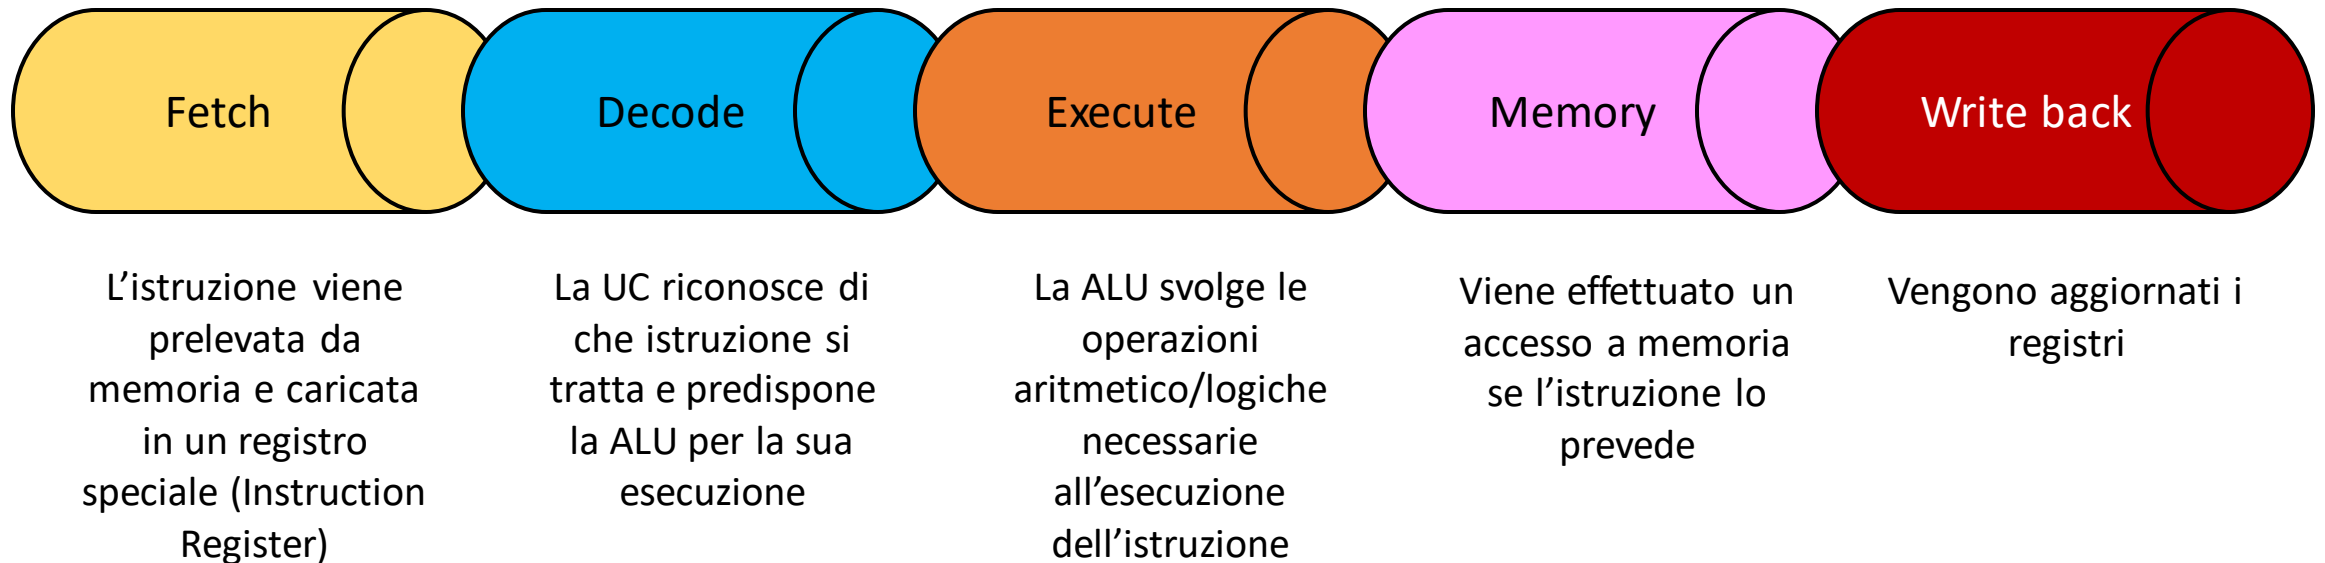 Fetch
Decode
Execute
Memory
Write back
L’istruzione viene
prelevata da
memoria e caricata
in un registro
speciale (Instruction
Register)
La UC riconosce di
che istruzione si
tratta e predispone
la ALU per la sua
esecuzione
La ALU svolge le
operazioni
aritmetico/logiche
necessarie
all’esecuzione
dell’istruzione
Viene effettuato un
accesso a memoria
se l’istruzione lo
prevede
Vengono aggiornati i
registri